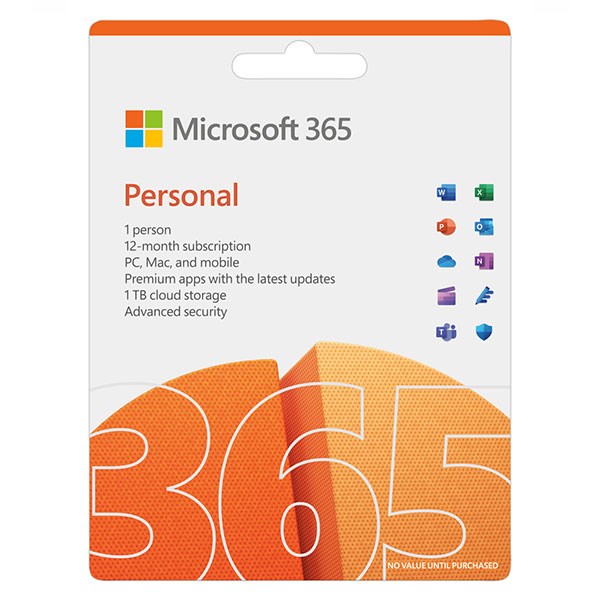 Microsoft 365
Personal
1 person
12-month subscription
PC, Mac, and mobile
Premium apps with the latest updates
1 TB cloud storage
Advanced security
W X
P O
N
T
365
NO VALUE UNTIL PURCHASED